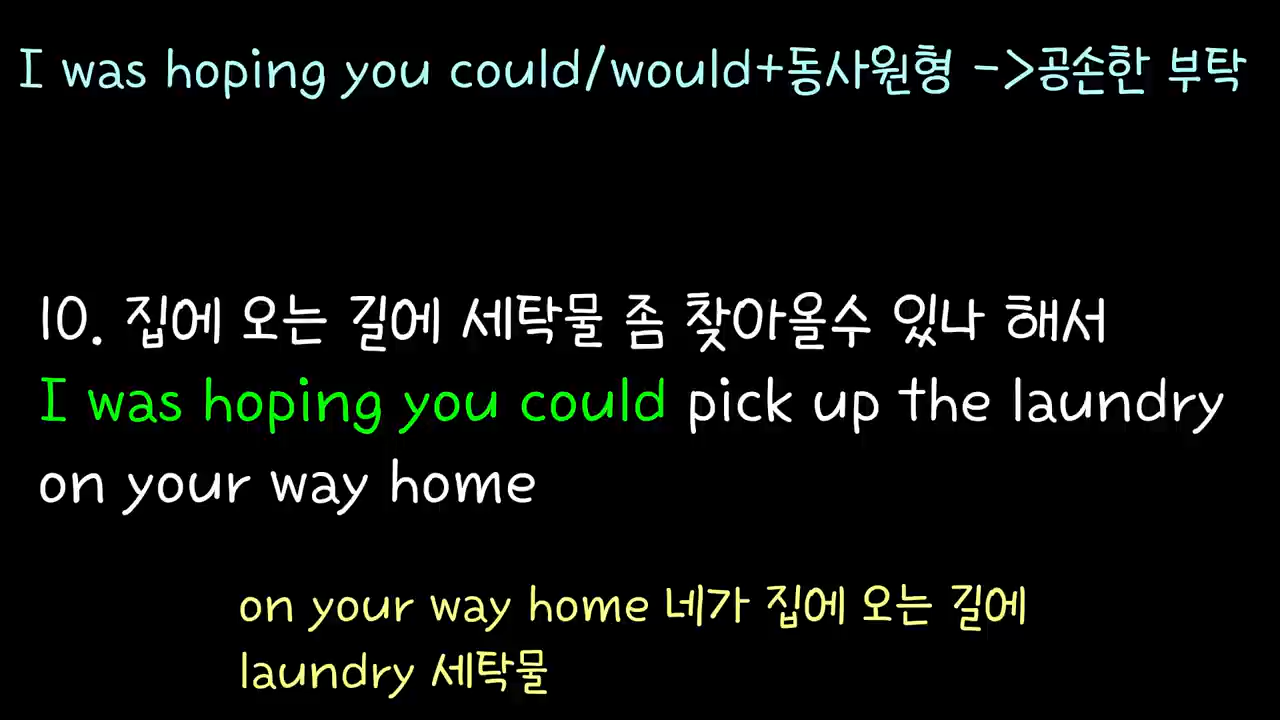 I was hoping you could/would+동사원형 ->공손한 부탁
10. 집에 오는 길에 세탁물 좀 찾아올수 있나 해서
I was hoping you could pick up the laundry
on your way home
on your way home 네가 집에 오는 길에
laundry 세탁물